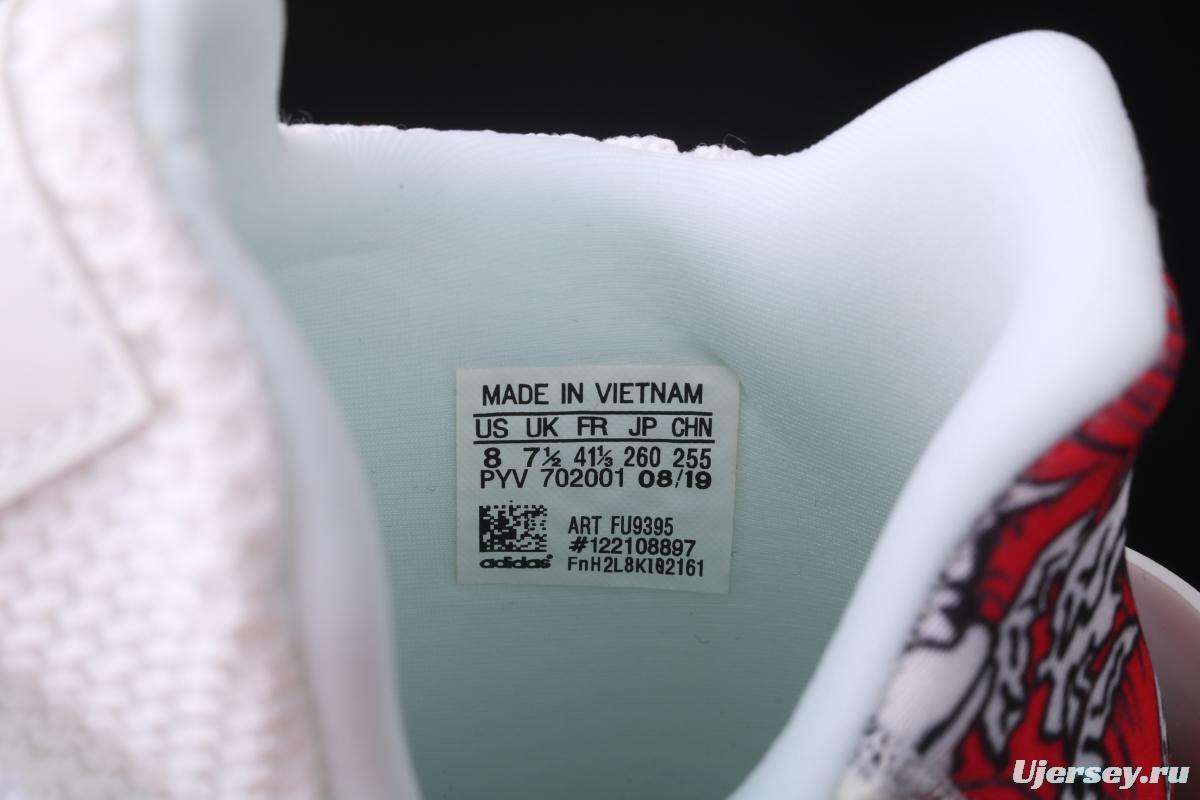 MADE IN VIETNAM
US UK FR JP CHN
8 7½ 41⅓ 260 255
PYV 702001 08/19
ART FU9395
#122108897
adidas
FnH2L8Kl02161
Ujersey.ru